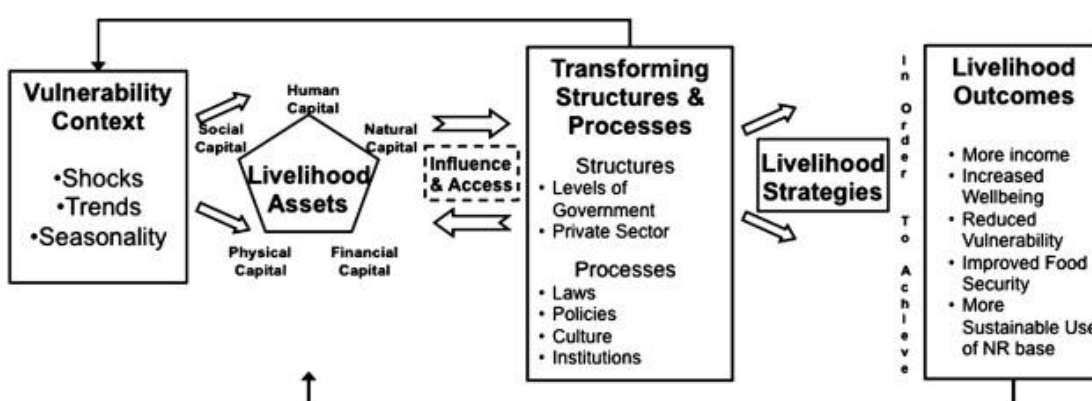 Vulnerability
Context
•Shocks
•Trends
•Seasonality
Human
Capital
Social
Capital
Natural
Capital
Livelihood
Assets
Physical
Capital
Financial
Capital
Influence
& Access
Transforming
Structures &
Processes
Structures
• Levels of
Government
• Private Sector
Processes
• Laws
• Policies
• Culture
• Institutions
Livelihood
Strategies
In Order To Achieve
Livelihood
Outcomes
• More income
• Increased
Wellbeing
• Reduced
Vulnerability
• Improved Food
Security
• More
Sustainable Use
of NR base